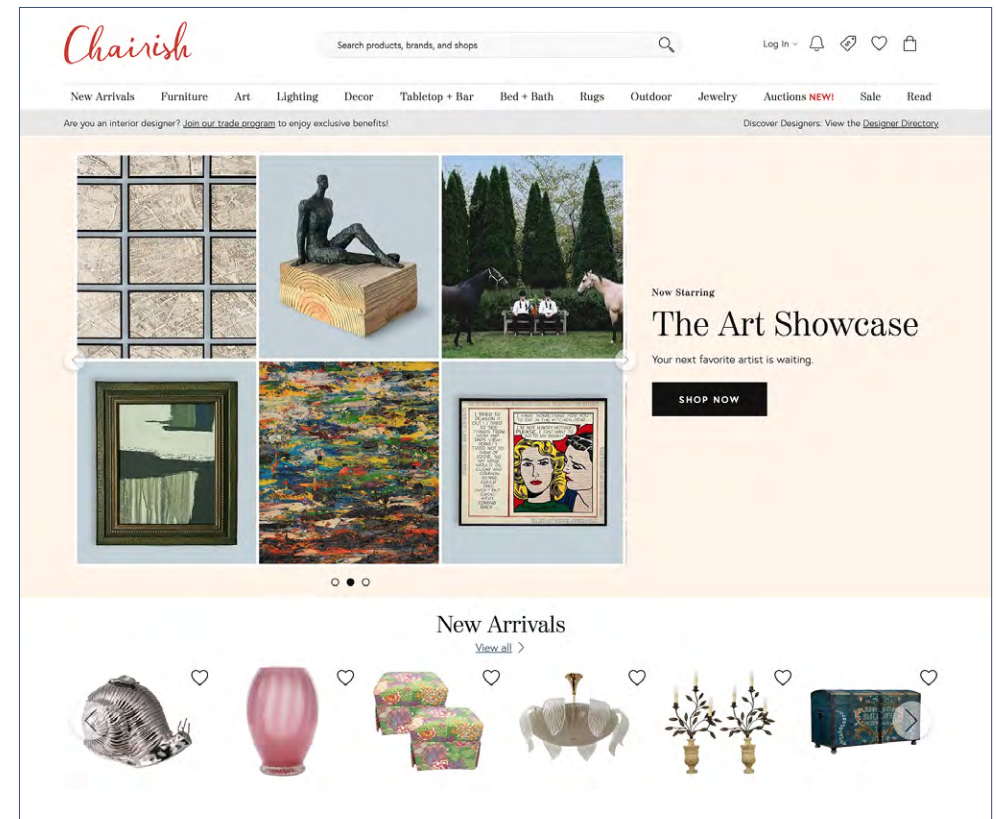 Chairish
Search products, brands, and shops
Log In
New Arrivals Furniture Art Lighting Decor Tabletop + Bar Bed + Bath Rugs Outdoor Jewelry Auctions NEW! Sale Read
Are you an interior designer? Join our trade program to enjoy exclusive benefits!
Discover Designers: View the Designer Directory
Now Starring
The Art Showcase
Your next favorite artist is waiting.
SHOP NOW
New Arrivals
View all